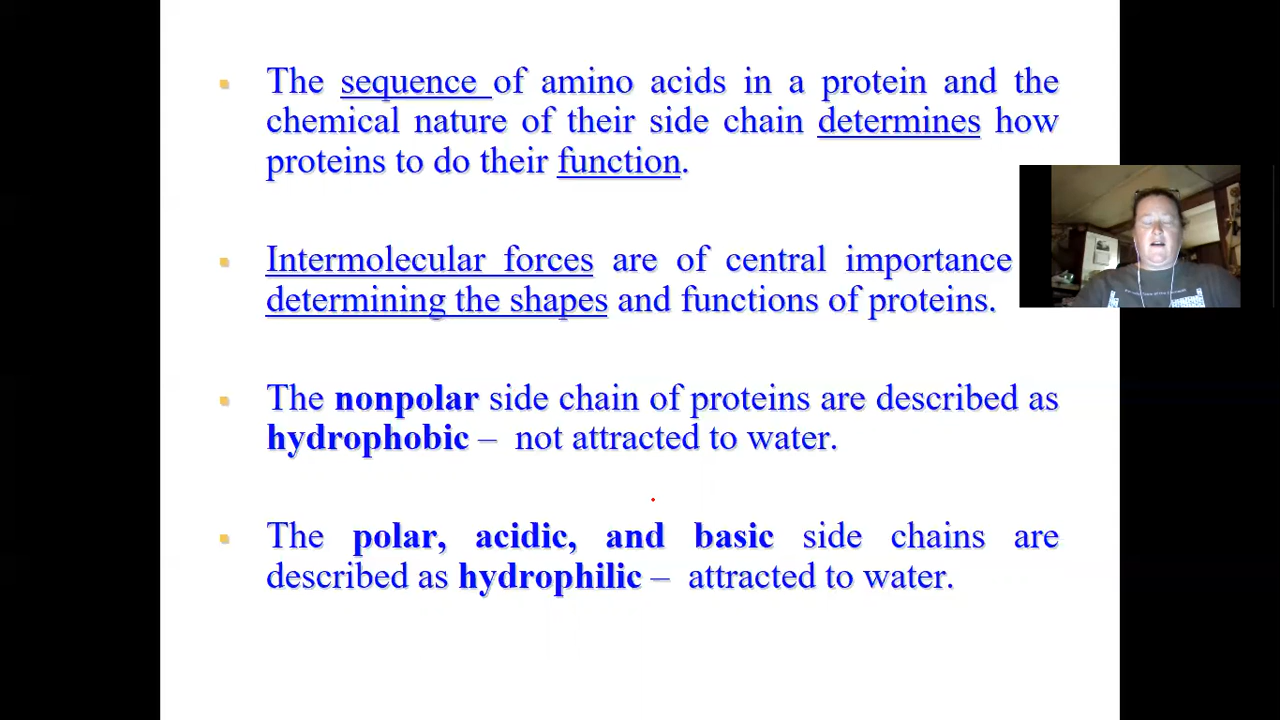 The sequence of amino acids in a protein and the
chemical nature of their side chain determines how
proteins to do their function.
Intermolecular forces are of central importance
determining the shapes and functions of proteins.
The nonpolar side chain of proteins are described as
hydrophobic – not attracted to water.
The polar, acidic, and basic side chains are
described as hydrophilic – attracted to water.